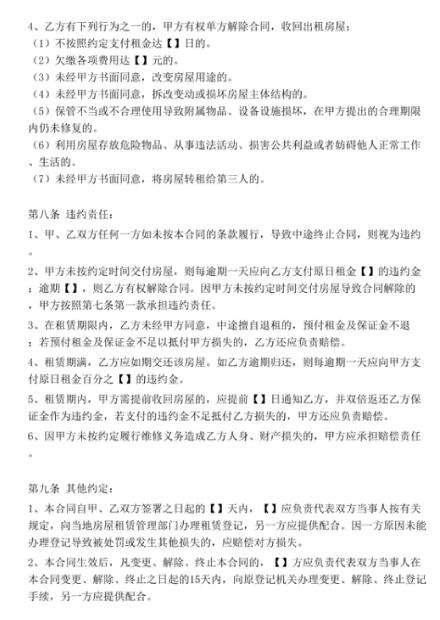 4、乙方有下列行为之一的，甲方有权单方解除合同，收回出租房屋：
（1）不按照约定支付租金达【】日的。
（2）欠缴各项费用达【】元的。
（3）未经甲方书面同意，改变房屋用途的。
（4）未经甲方书面同意，拆改变动或损坏房屋主体结构的。
（5）保管不当或不合理使用导致附属物品、设备设施损坏，在甲方提出的合理期限
内仍未修复的。
（6）利用房屋存放危险物品、从事违法活动、损害公共利益或者妨碍他人正常工作
、生活的。
（7）未经甲方书面同意，将房屋转租给第三人的。
第八条 违约责任：
1、甲、乙双方任何一方如未按本合同的条款履行，导致中途终止合同，则视为违约
。
2、甲方未按约定时间交付房屋，则每逾期一天应向乙方支付原日租金【】的违约金
；逾期【】，则乙方有权解除合同。因甲方未按约定时间交付房屋导致合同解除的
，甲方按照第七条第一款承担违约责任。
3、在租赁期限内，乙方未经甲方同意，中途擅自退租的，预付租金及保证金不退
；若预付租金及保证金不足以抵付甲方损失的，乙方还应负责赔偿。
4、租赁期满，乙方应如期交还该房屋。如乙方逾期归还，则每逾期一天应向甲方支
付原日租金百分之【】的违约金。
5、租赁期内，甲方需提前收回房屋的，应提前【】日通知乙方，并双倍返还乙方保
证金作为违约金，若支付的违约金不足抵付乙方损失的，甲方还应负责赔偿。
6、因甲方未按约定履行维修义务造成乙方人身、财产损失的，甲方应承担赔偿责任
。
第九条 其他约定：
1、本合同自甲、乙双方签署之日起的【】天内，【】应负责代表双方当事人按有关
规定，向当地房屋租赁管理部门办理租赁登记，另一方应提供配合。因一方原因未能
办理登记导致被处罚或发生其他损失的，应赔偿对方损失。
2、本合同生效后，凡变更、解除、终止本合同的，【】方应负责代表双方当事人在
本合同变更、解除、终止之日起的15天内，向原登记机关办理变更、解除、终止登记
手续，另一方应提供配合。